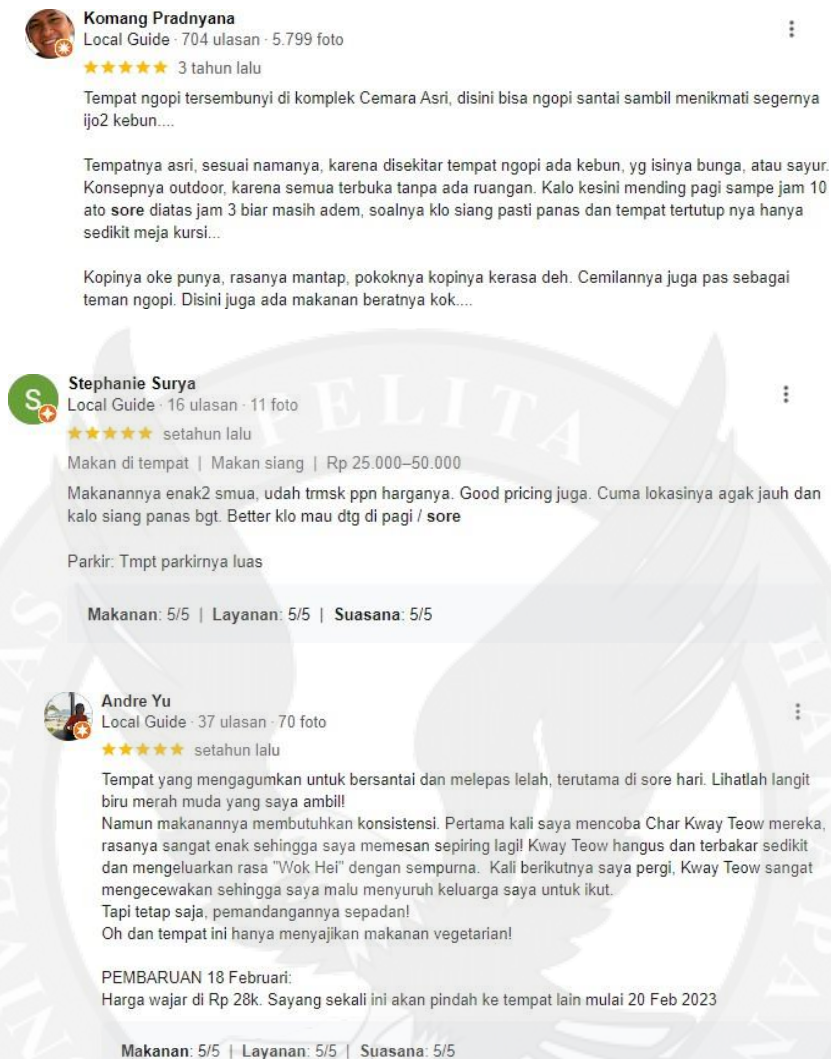 Komang Pradnyana
Local Guide · 704 ulasan · 5.799 foto
3 tahun lalu
Tempat ngopi tersembunyi di komplek Cemara Asri, disini bisa ngopi santai sambil menikmati segernya
ijo2 kebun....
Tempatnya asri, sesuai namanya, karena disekitar tempat ngopi ada kebun, yg isinya bunga, atau sayur.
Konsepnya outdoor, karena semua terbuka tanpa ada ruangan. Kalo kesini mending pagi sampe jam 10
ato sore diatas jam 3 biar masih adem, soalnya klo siang pasti panas dan tempat tertutup nya hanya
sedikit meja kursi...
Kopinya oke punya, rasanya mantap, pokoknya kopinya kerasa deh. Cemilannya juga pas sebagai
teman ngopi. Disini juga ada makanan beratnya kok....
S
Stephanie Surya
Local Guide · 16 ulasan · 11 foto
setahun lalu
Makan di tempat | Makan siang | Rp 25.000–50.000
Makanannya enak2 smua, udah trmsk ppn harganya. Good pricing juga. Cuma lokasinya agak jauh dan
kalo siang panas bgt. Better klo mau dtg di pagi / sore
Parkir: Tmpt parkirnya luas
Makanan: 5/5 | Layanan: 5/5 | Suasana: 5/5
Andre Yu
Local Guide · 37 ulasan · 70 foto
setahun lalu
Tempat yang mengagumkan untuk bersantai dan melepas lelah, terutama di sore hari. Lihatlah langit
biru merah muda yang saya ambil!
Namun makanannya membutuhkan konsistensi. Pertama kali saya mencoba Char Kway Teow mereka,
rasanya sangat enak sehingga saya memesan sepiring lagi! Kway Teow hangus dan terbakar sedikit
dan mengeluarkan rasa "Wok Hei" dengan sempurna. Kali berikutnya saya pergi, Kway Teow sangat
mengecewakan sehingga saya malu menyuruh keluarga saya untuk ikut.
Tapi tetap saja, pemandangannya sepadan!
Oh dan tempat ini hanya menyajikan makanan vegetarian!
PEMBARUAN 18 Februari:
Harga wajar di Rp 28k. Sayang sekali ini akan pindah ke tempat lain mulai 20 Feb 2023
Makanan: 5/5 | Layanan: 5/5 | Suasana: 5/5
PELITA